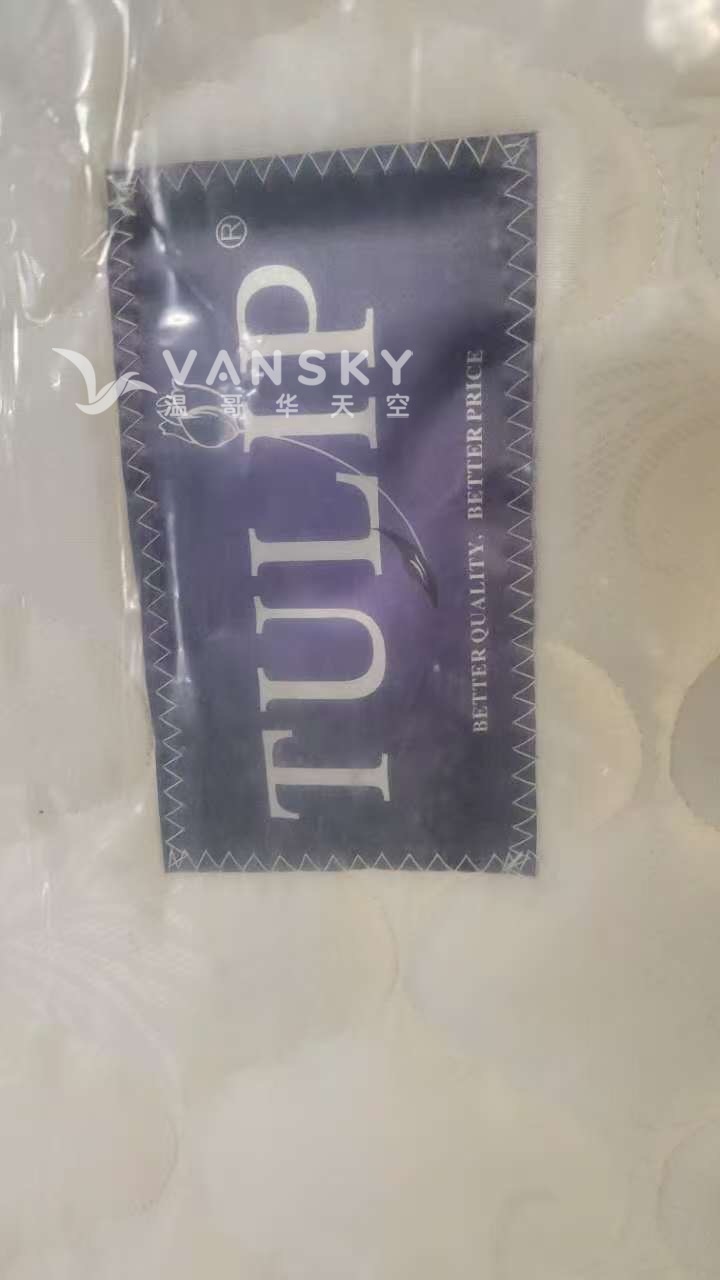 TULIP®
BETTER QUALITY, BETTER PRICE
VANSKY
温哥华天空